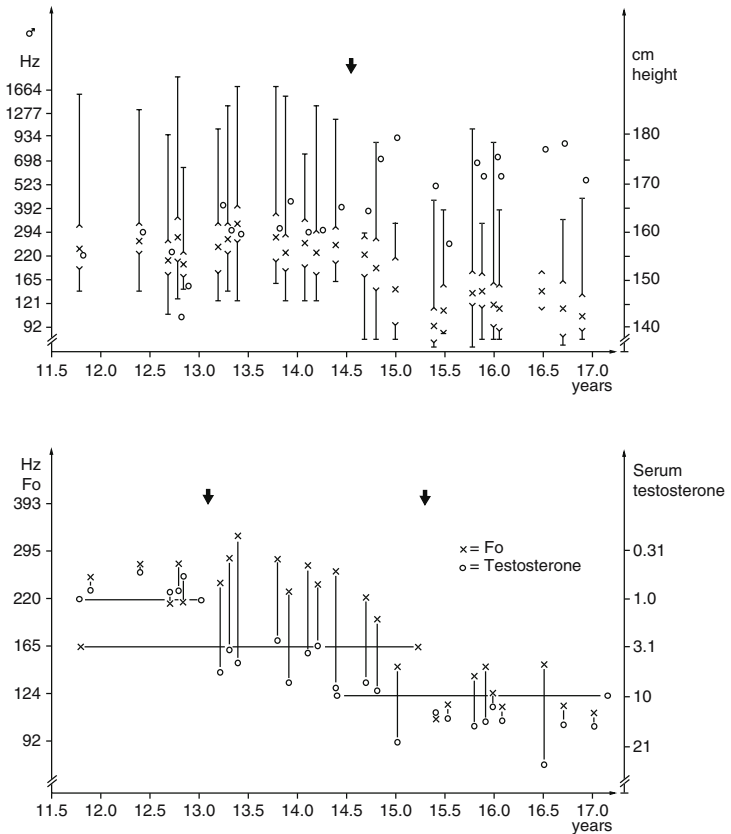 ♂
Hz
cm
height
1664
1277
934
698
523
392
294
220
165
121
92
180
170
160
150
140
11.5 12.0 12.5 13.0 13.5 14.0 14.5 15.0 15.5 16.0 16.5 17.0
years
Hz
Fo
Serum
testosterone
393
295
220
165
124
92
× = Fo
o = Testosterone
0.31
1.0
3.1
10
21
11.5 12.0 12.5 13.0 13.5 14.0 14.5 15.0 15.5 16.0 16.5 17.0
years